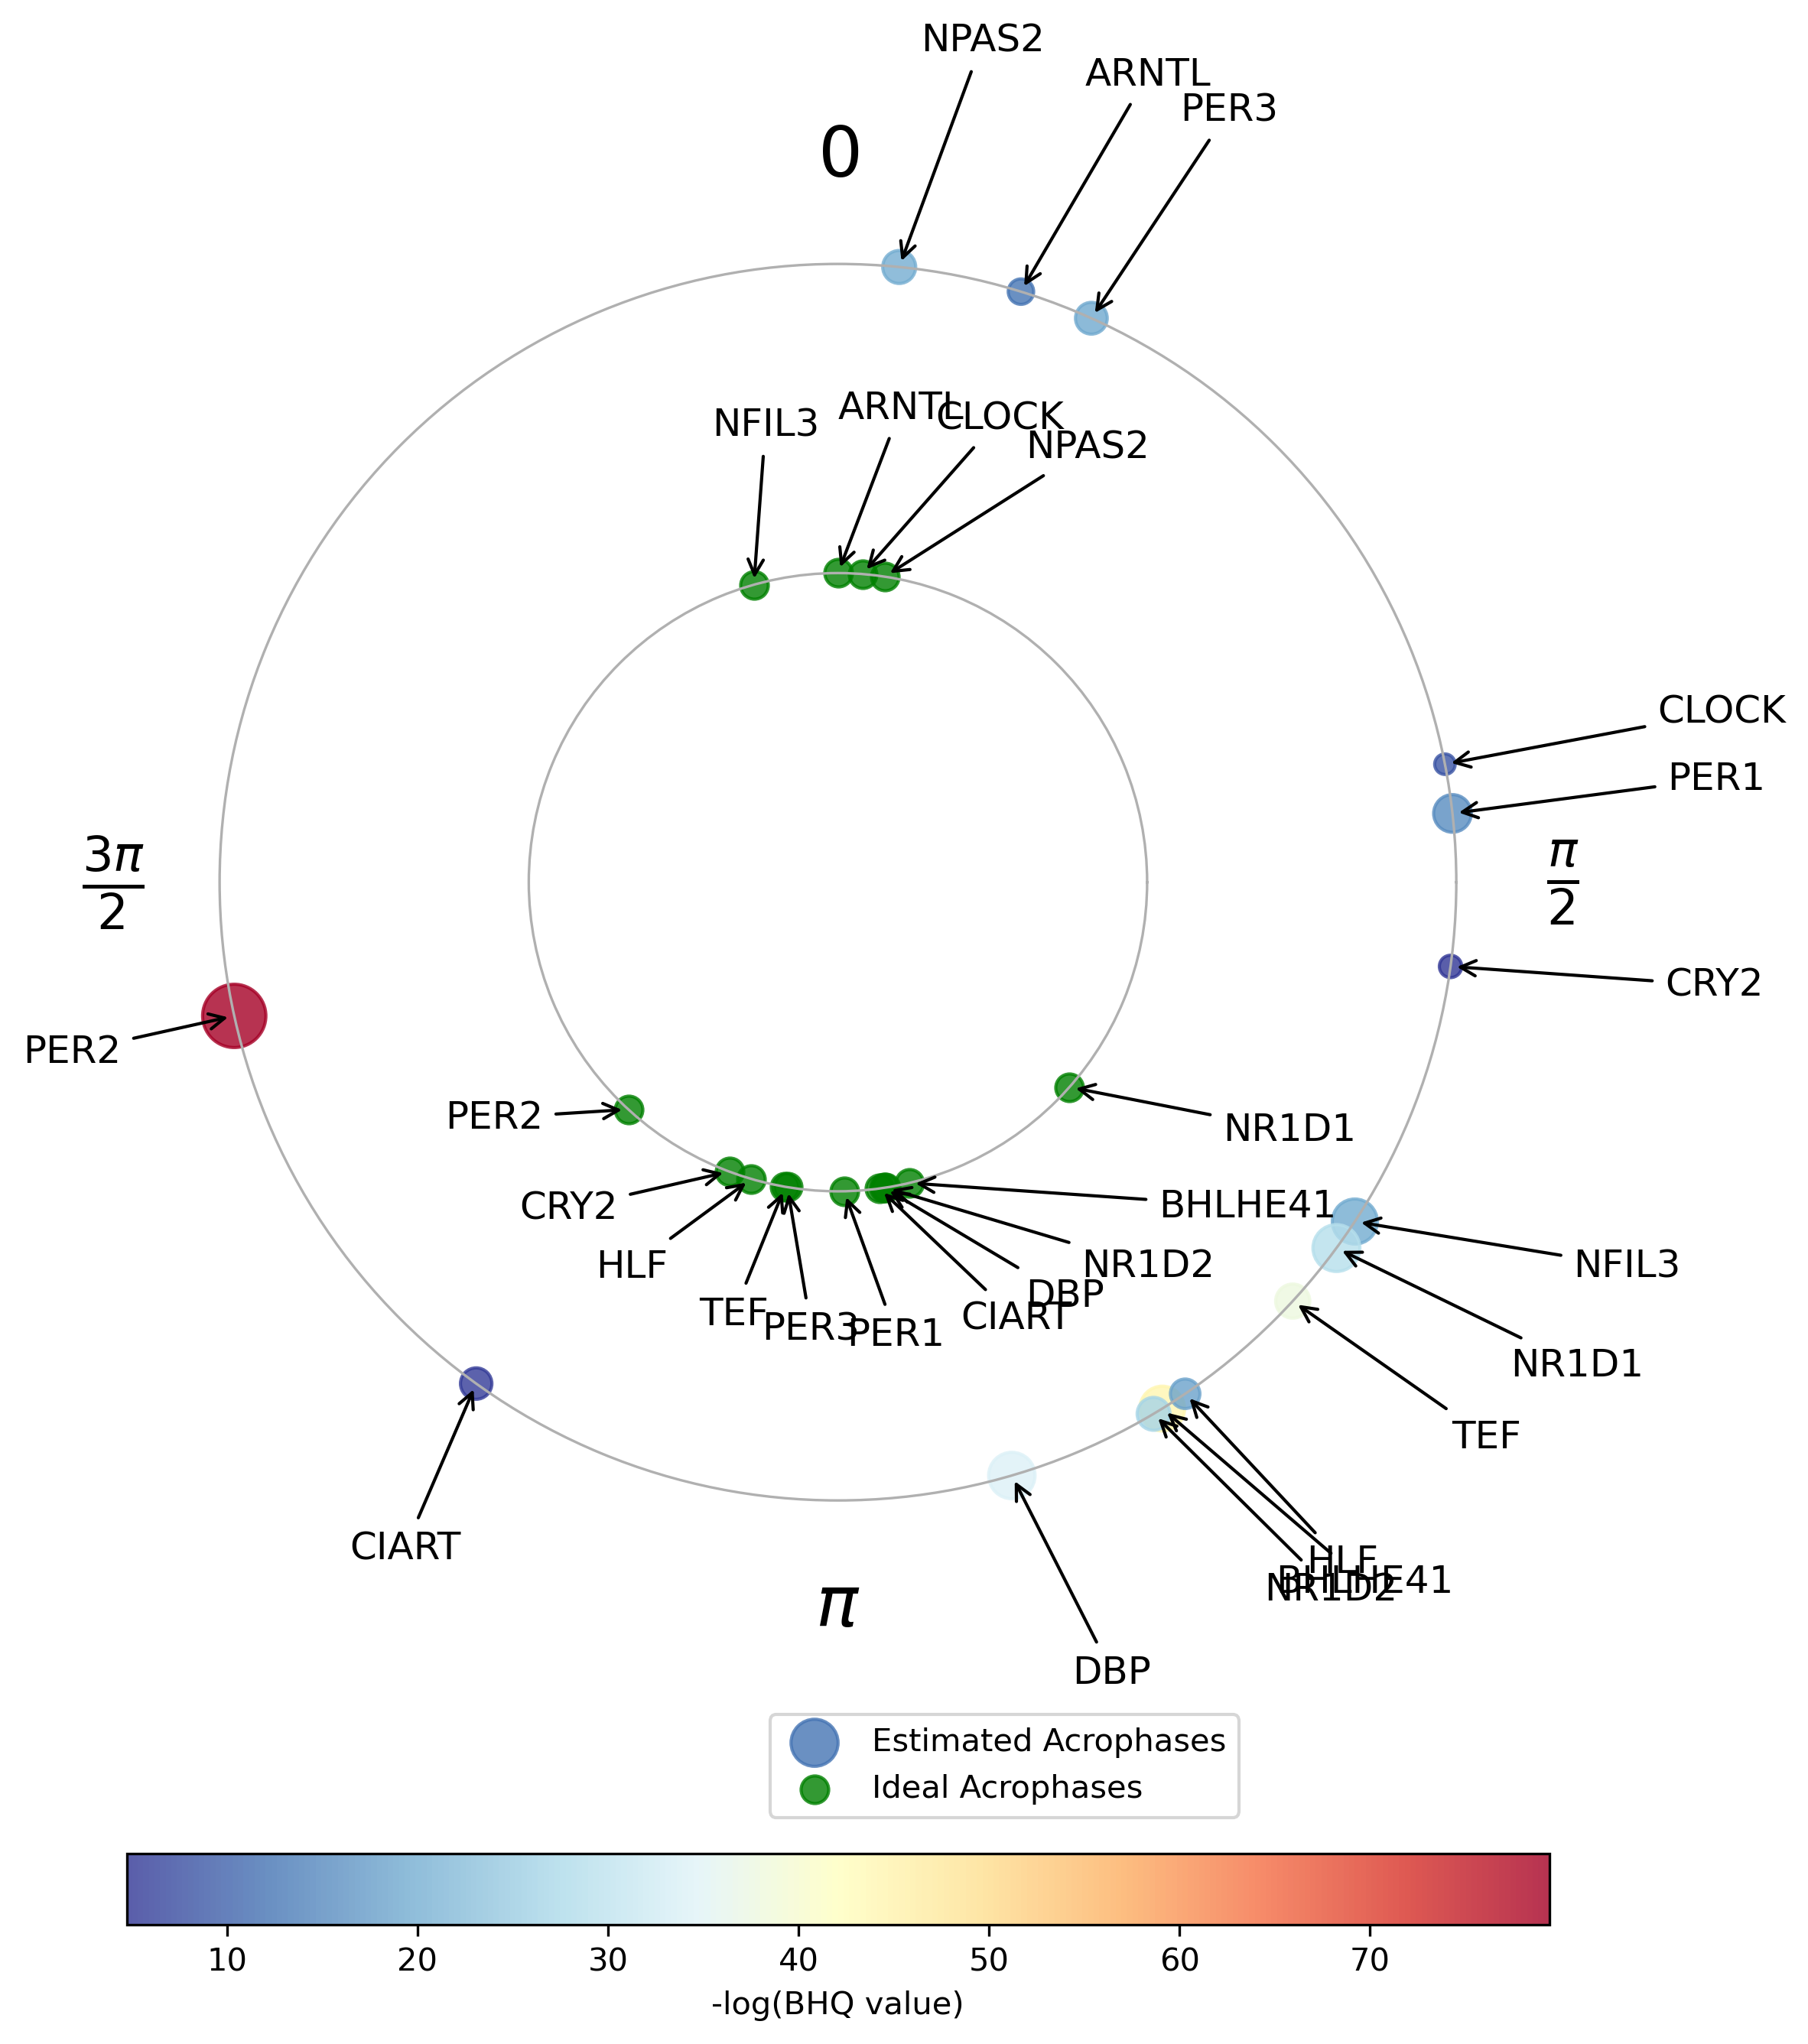 NPAS2
ARNTL
PER3
0
NFIL3
ARNTL
CLOCK
NPAS2
CLOCK
PER1
3π
2
π
2
CRY2
PER2
PER2
NR1D1
CRY2
BHLHE41
HLF
NR1D2
NFIL3
TEF
PER3
PER1
CIART
DBP
NR1D1
TEF
CIART
HLF
BHLHE41
NR1D2
π
DBP
Estimated Acrophases
Ideal Acrophases
10 20 30 40 50 60 70
-log(BHQ value)